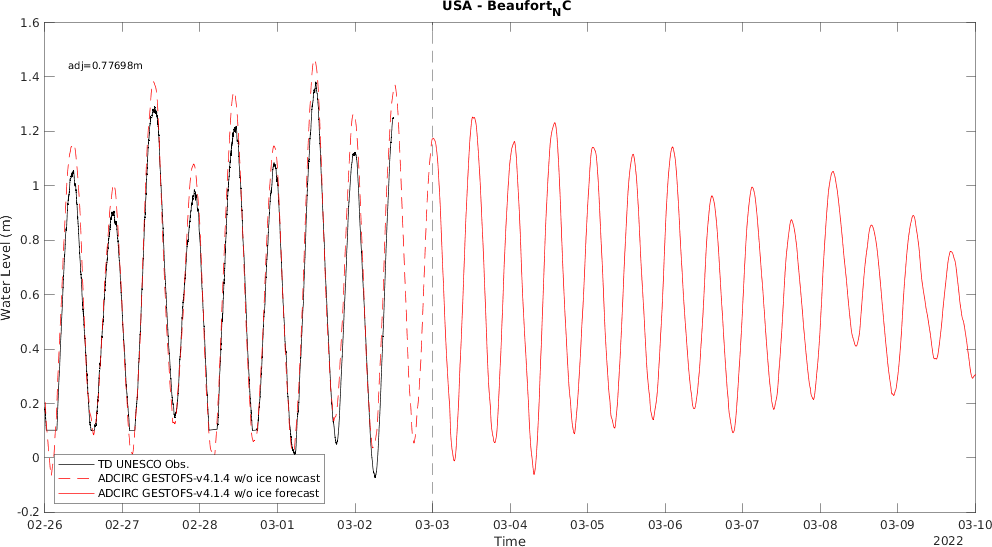 USA - Beaufort_NC
1.6
adj=0.77698m
1.4
1.2
1
0.8
0.6
0.4
0.2
0
-0.2
Water Level (m)
TD UNESCO Obs.
ADCIRC GESTOFS-v4.1.4 w/o ice nowcast
ADCIRC GESTOFS-v4.1.4 w/o ice forecast
02-26 02-27 02-28 03-01 03-02 03-03 03-04 03-05 03-06 03-07 03-08 03-09 03-10
Time
2022